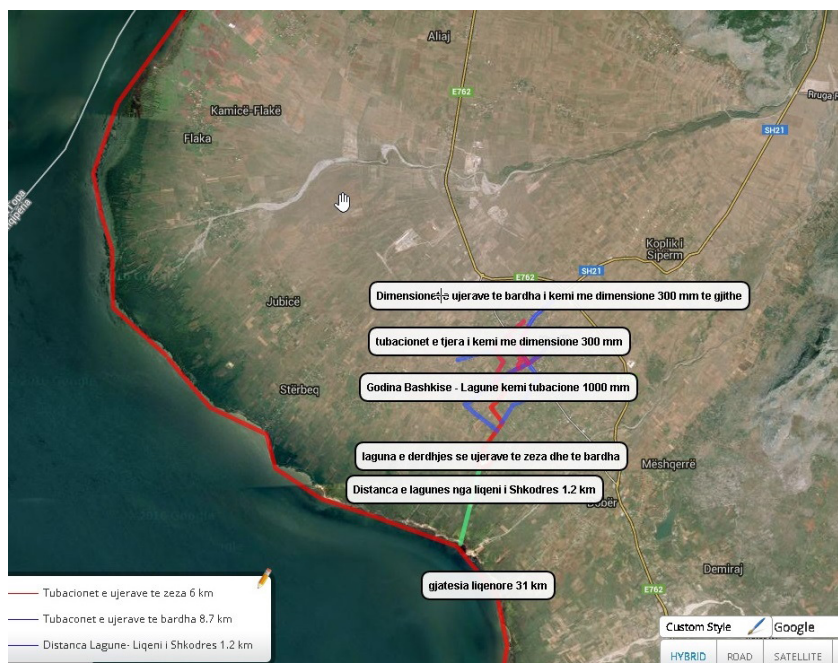 Aliaj
E762
Rruga R
Kamicë-Flakë
Flaka
SH21
Koplik i
Sipërm
SH21
E762
Dimensionet e ujerave te bardha i kemi me dimensione 300 mm te gjithe
Jubicë
tubacionet e tjera i kemi me dimensione 300 mm
Godina Bashkise - Lagune kemi tubacione 1000 mm
Stërbeq
laguna e derdhjes se ujerave te zeza dhe te bardha
Mëshqerrë
Distanca e lagunes nga liqeni i Shkodres 1.2 km
Dobër
Demiraj
gjatesia liqenore 31 km
E762
Tubacionet e ujerave te zeza 6 km
Tubaconet e ujerave te bardha 8.7 km
Distanca Lagune- Liqeni i Shkodres 1.2 km
Custom Style
Google
HYBRID
ROAD
SATELLITE